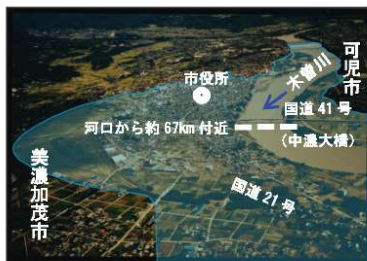 可児市
市役所
木曽川
国道41号
河口から約67km付近
(中濃大橋)
美濃加茂市
国道21号